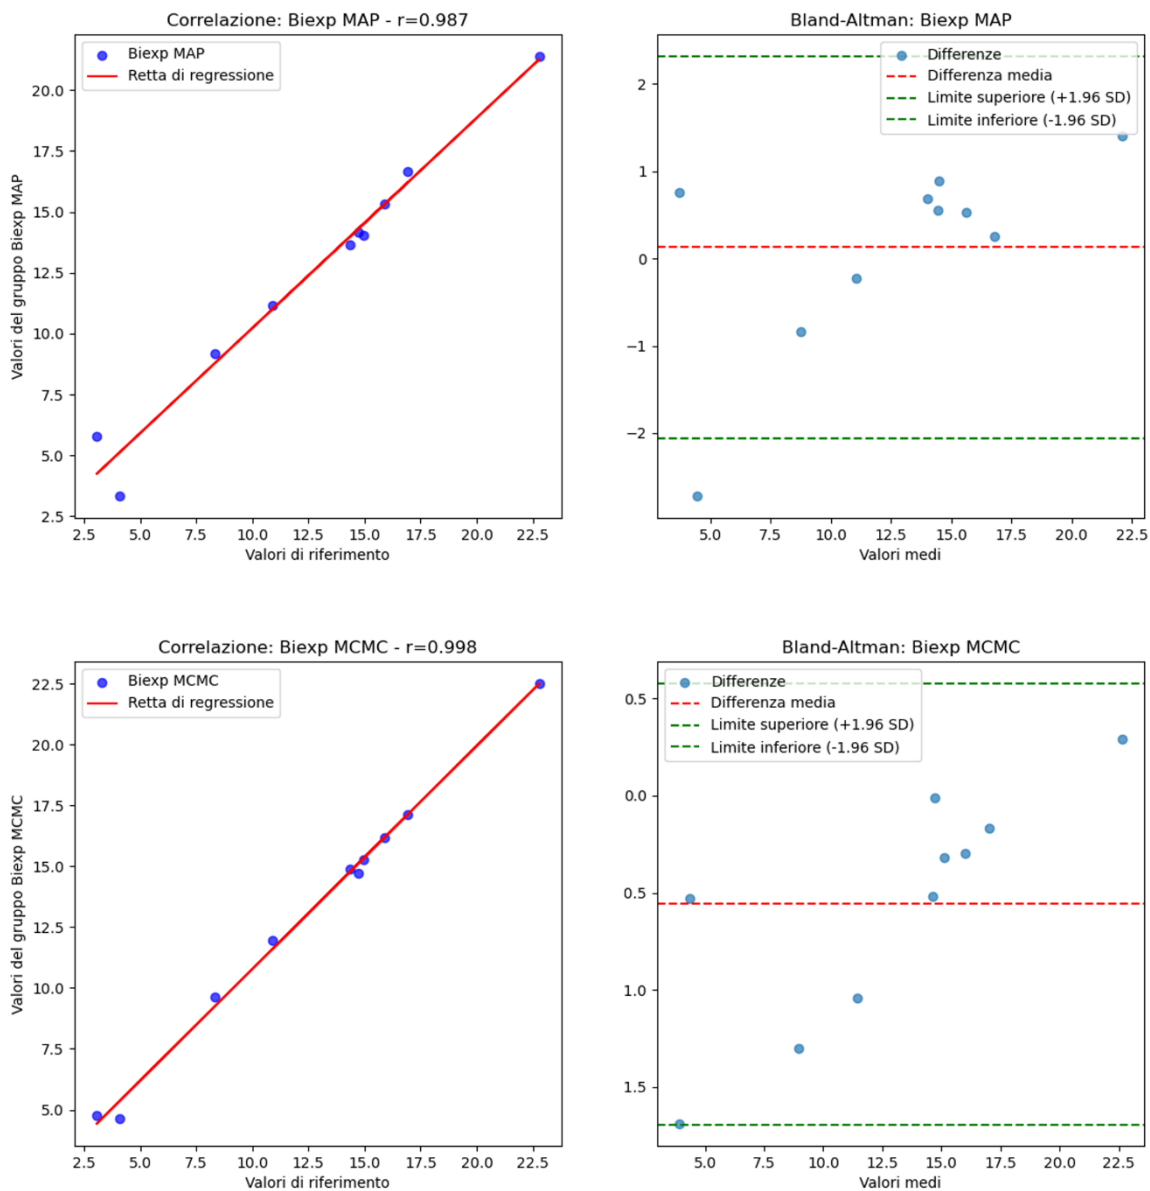 Correlazione: Biexp MAP - r=0.987
Biexp MAP
Retta di regressione
20.0
17.5
15.0
12.5
10.0
7.5
5.0
2.5
Valori del gruppo Biexp MAP
2.5 5.0 7.5 10.0 12.5 15.0 17.5 20.0 22.5
Valori di riferimento
Bland-Altman: Biexp MAP
Differenze
Differenza media
Limite superiore (+1.96 SD)
Limite inferiore (-1.96 SD)
2
1
0
−1
−2
5.0 7.5 10.0 12.5 15.0 17.5 20.0 22.5
Valori medi
Correlazione: Biexp MCMC - r=0.998
Biexp MCMC
Retta di regressione
22.5
20.0
17.5
15.0
12.5
10.0
7.5
5.0
Valori del gruppo Biexp MCMC
2.5 5.0 7.5 10.0 12.5 15.0 17.5 20.0 22.5
Valori di riferimento
Bland-Altman: Biexp MCMC
Differenze
Differenza media
Limite superiore (+1.96 SD)
Limite inferiore (-1.96 SD)
0.5
0.0
0.5
1.0
1.5
5.0 7.5 10.0 12.5 15.0 17.5 20.0 22.5
Valori medi